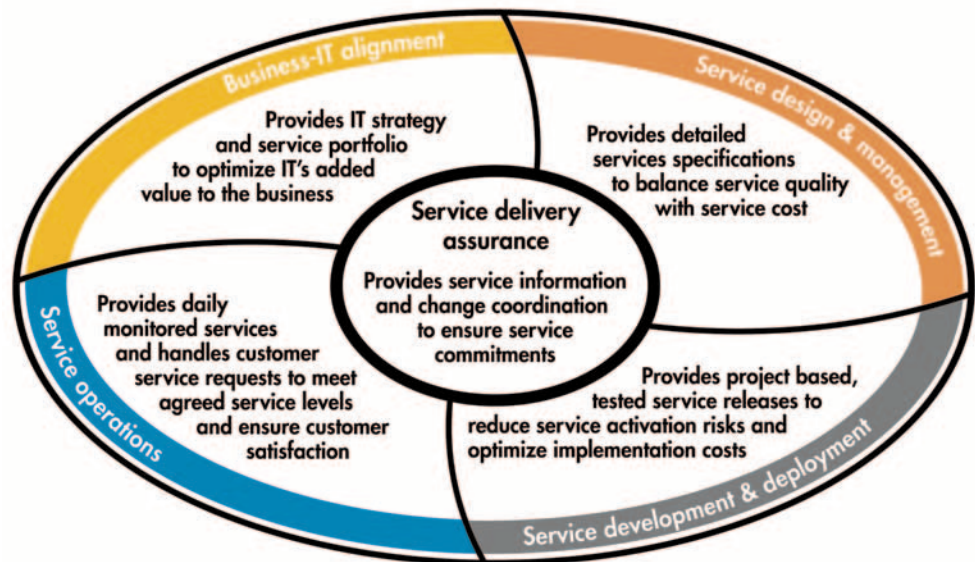 Business-IT alignment
Provides IT strategy
and service portfolio
to optimize IT's added
value to the business
Service design & management
Provides detailed
services specifications
to balance service quality
with service cost
Service delivery
assurance
Provides service information
and change coordination
to ensure service
commitments
Service operations
Provides daily
monitored services
and handles customer
service requests to meet
agreed service levels
and ensure customer
satisfaction
Provides project based,
tested service releases to
reduce service activation risks and
optimize implementation costs
Service development & deployment